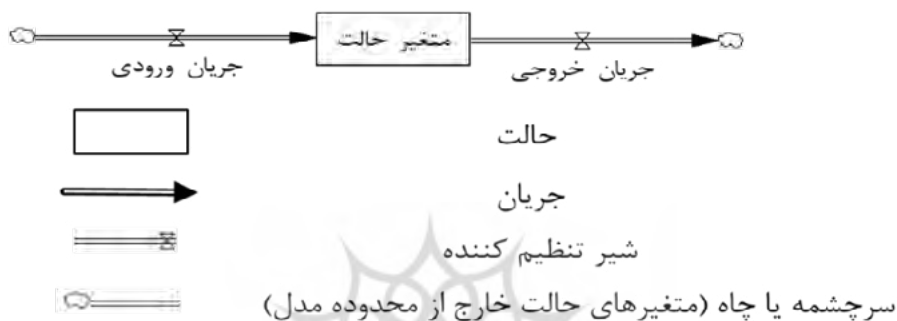 متغیر حالت
جریان ورودی
جریان خروجی
حالت
جریان
شیر تنظیم کننده
سرچشمه یا چاه (متغیرهای حالت خارج از محدوده مدل)